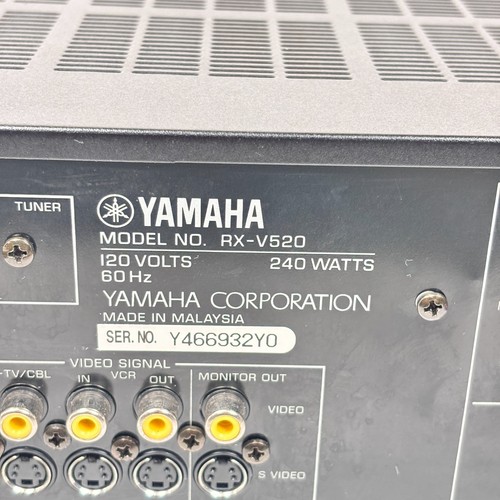 TUNER
YAMAHA
MODEL NO. RX-V520
120 VOLTS 240 WATTS
60 Hz
YAMAHA CORPORATION
MADE IN MALAYSIA
SER. NO. Y466932Y0
VIDEO SIGNAL
-TV/CBL IN VCR OUT MONITOR OUT
VIDEO
S VIDEO